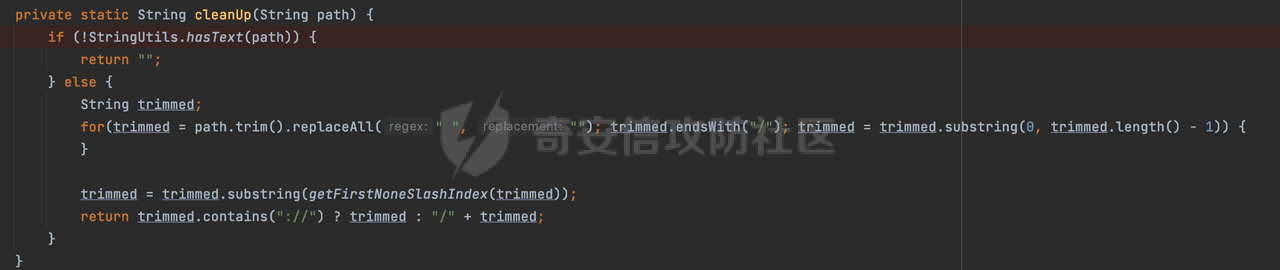 private static String cleanUp(String path) {
if (!StringUtils.hasText(path)) {
return "";
} else {
String trimmed;
for(trimmed = path.trim().replaceAll( regex: " ", replacement: ""); trimmed.endsWith("/"); trimmed = trimmed.substring(0, trimmed.length() - 1)) {
}
trimmed = trimmed.substring(getFirstNoneSlashIndex(trimmed));
return trimmed.contains("://") ? trimmed : "/" + trimmed;
}
}
奇安信攻防社区